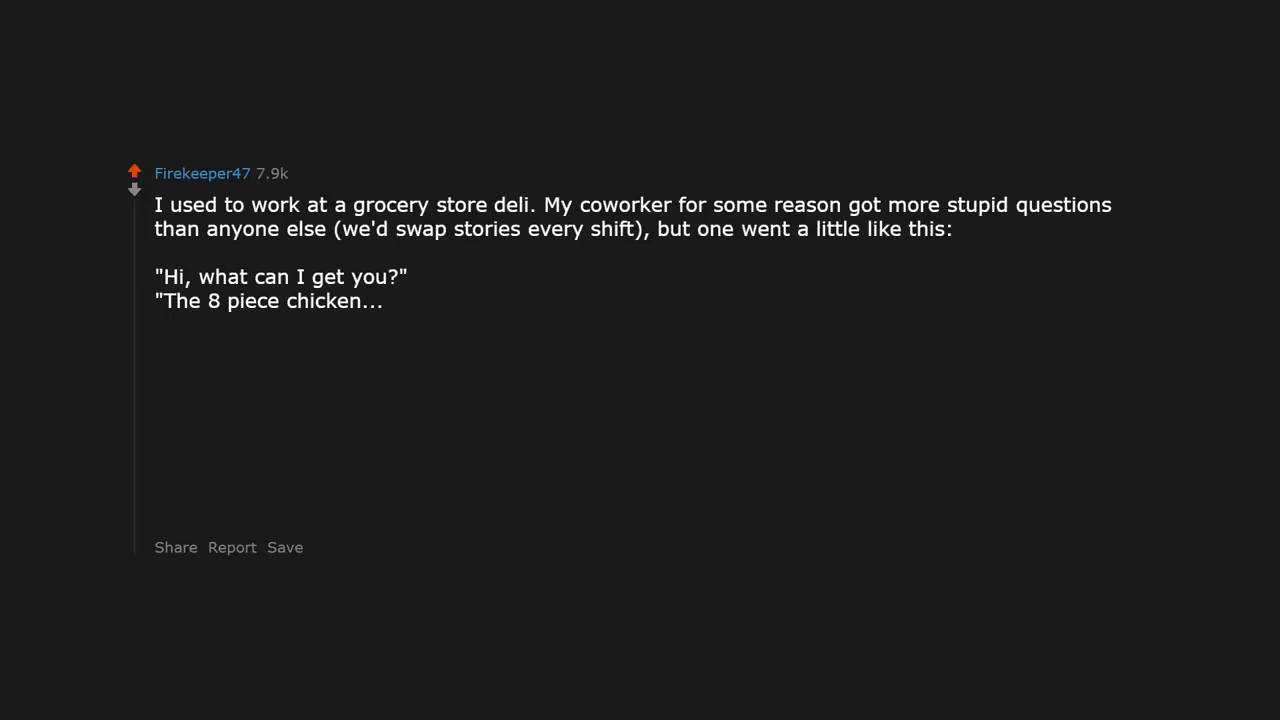 Firekeeper47 7.9k
I used to work at a grocery store deli. My coworker for some reason got more stupid questions
than anyone else (we'd swap stories every shift), but one went a little like this:
"Hi, what can I get you?"
"The 8 piece chicken...
Share Report Save